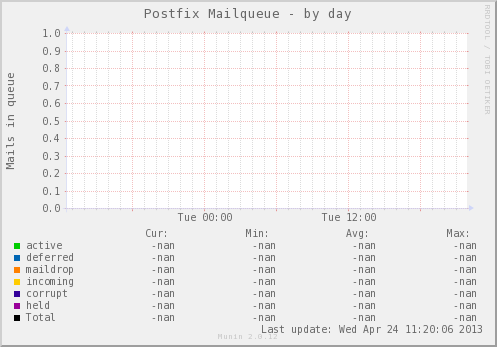 Postfix Mailqueue - by day
RRDTOOL / TOBI OETIKER
Mails in queue
1.0
0.9
0.8
0.7
0.6
0.5
0.4
0.3
0.2
0.1
0.0
Tue 00:00 Tue 12:00
Cur: Min: Avg: Max:
active -nan -nan -nan -nan
deferred -nan -nan -nan -nan
maildrop -nan -nan -nan -nan
incoming -nan -nan -nan -nan
corrupt -nan -nan -nan -nan
held -nan -nan -nan -nan
Total -nan -nan -nan -nan
Last update: Wed Apr 24 11:20:06 2013
Munin 2.0.12